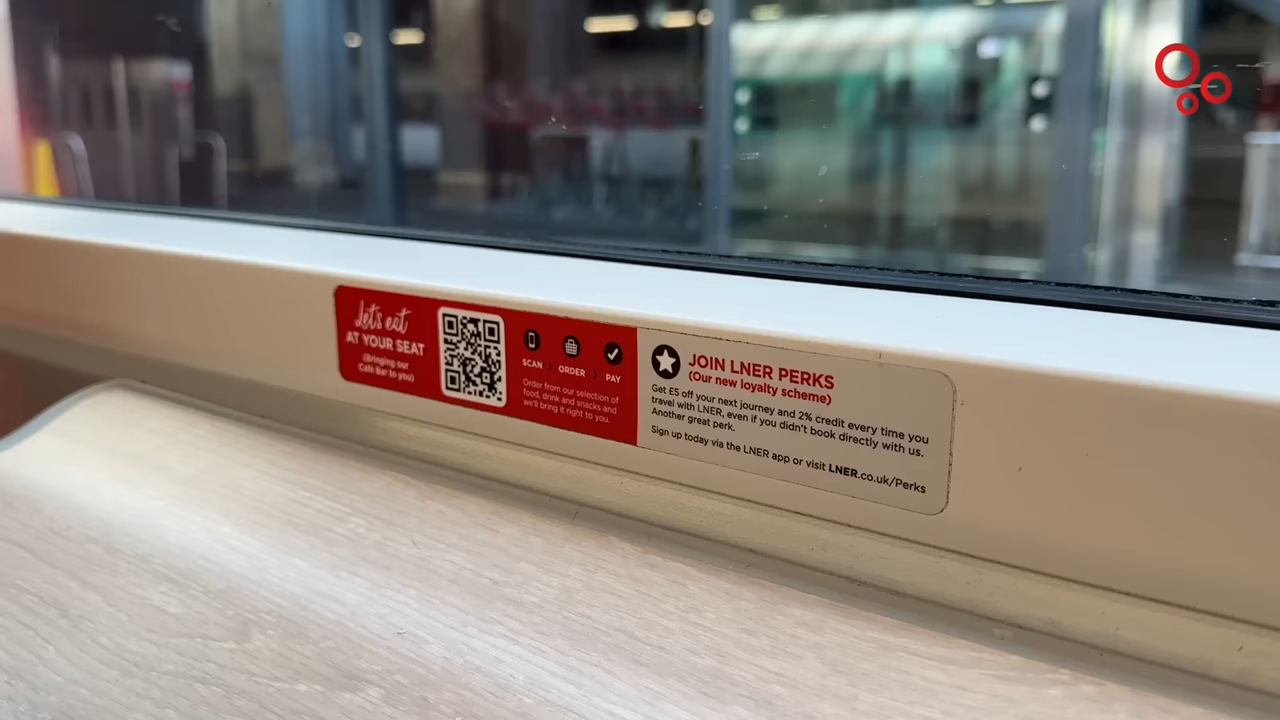 Let's eat
AT YOUR SEAT
(Bringing our
Café Bar to you)
SCAN > ORDER > PAY
Order from our selection of
food, drink and snacks and
we'll bring it right to you.
JOIN LNER PERKS
(Our new loyalty scheme)
Get £5 off your next journey and 2% credit every time you
travel with LNER, even if you didn't book directly with us.
Another great perk.
Sign up today via the LNER app or visit LNER.co.uk/Perks